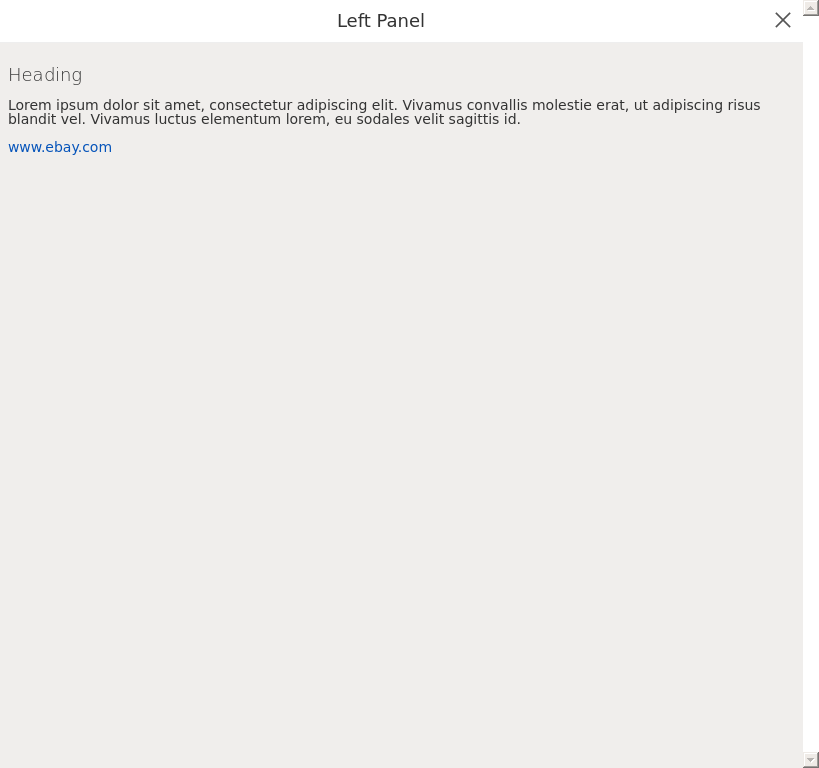 Left Panel
Heading
Lorem ipsum dolor sit amet, consectetur adipiscing elit. Vivamus convallis molestie erat, ut adipiscing risus
blandit vel. Vivamus luctus elementum lorem, eu sodales velit sagittis id.
www.ebay.com